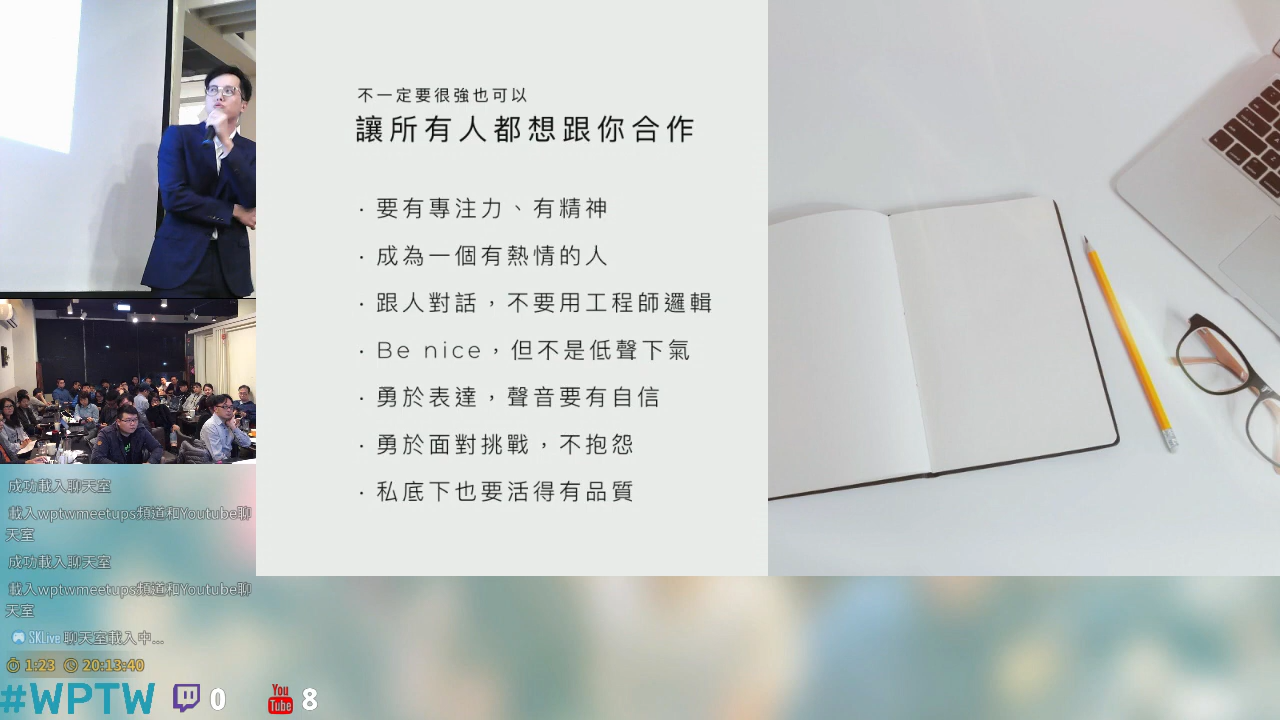 不一定要很強也可以
讓所有人都想跟你合作
· 要有專注力、有精神
· 成為一個有熱情的人
· 跟人對話，不要用工程師邏輯
· Be nice，但不是低聲下氣
· 勇於表達，聲音要有自信
· 勇於面對挑戰，不抱怨
· 私底下也要活得有品質
成功載入聊天室
載入wptwmeetups頻道和Youtube聊
天室
成功載入聊天室
載入wptwmeetups頻道和Youtube聊
天室
SKLive 聊天室載入中...
1:23 20:13:40
#WPTW 0 You Tube 8